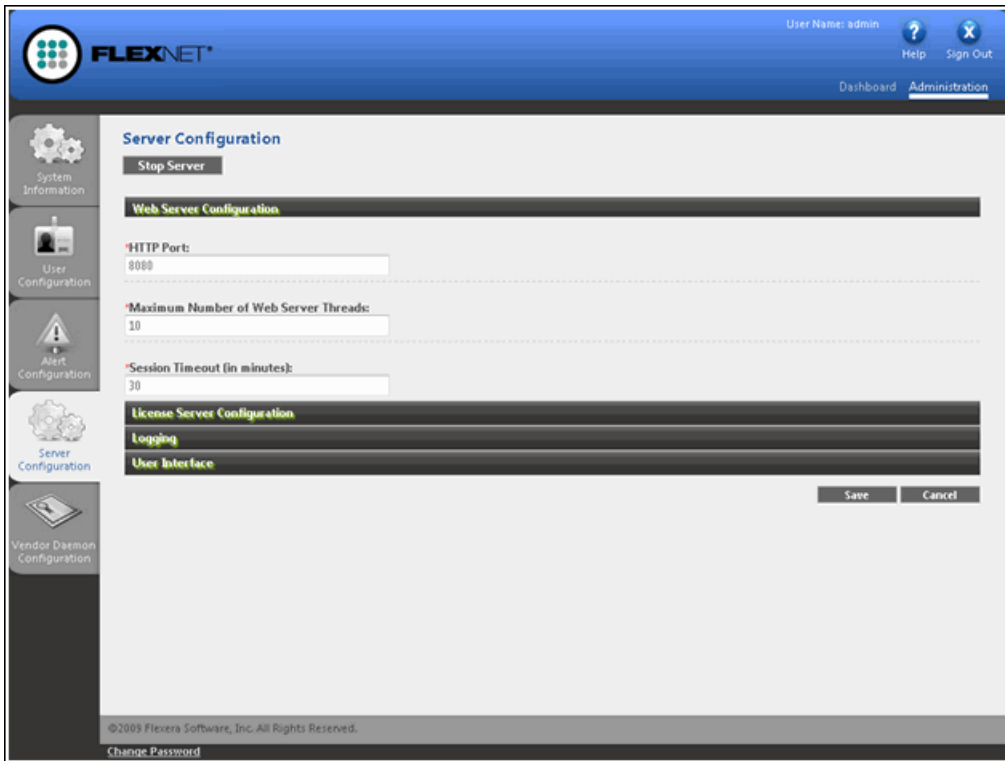 User Name: admin
FLEXNET
Help
Sign Out
Dashboard
Administration
System
Information
User
Configuration
Alert
Configuration
Server
Configuration
Vendor Daemon
Configuration
Server Configuration
Stop Server
Web Server Configuration
*HTTP Port:
8080
*Maximum Number of Web Server Threads:
10
*Session Timeout (in minutes):
30
License Server Configuration
Logging
User Interface
Save
Cancel
©2009 Flexera Software, Inc. All Rights Reserved.
Change Password